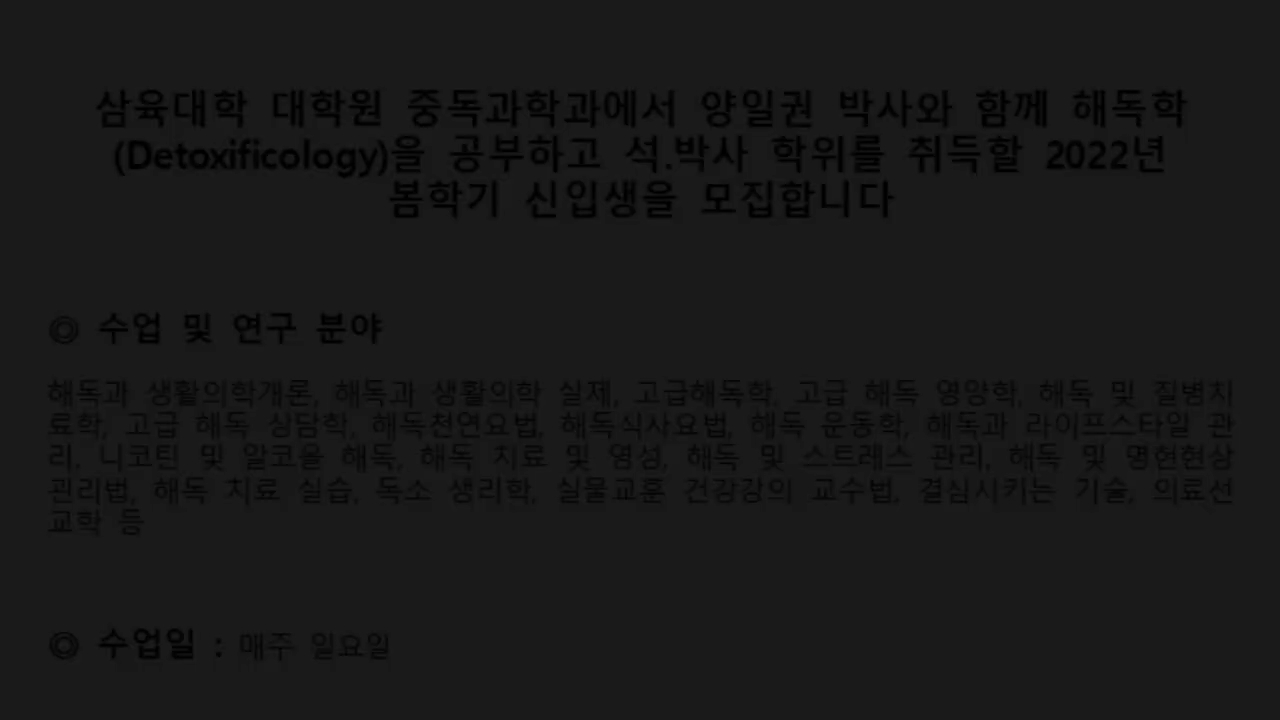 삼육대학 대학원 중독과학과에서 양일권 박사와 함께 해독학
(Detoxificology)을 공부하고 석.박사 학위를 취득할 2022년
봄학기 신입생을 모집합니다
◎ 수업 및 연구 분야
해독과 생활의학개론, 해독과 생활의학 실제, 고급해독학, 고급 해독 영양학, 해독 및 질병치
료학, 고급 해독 상담학, 해독천연요법, 해독식사요법, 해독 운동학, 해독과 라이프스타일 관
리, 니코틴 및 알코올 해독, 해독 치료 및 영성, 해독 및 스트레스 관리, 해독 및 명현현상
관리법, 해독 치료 실습, 독소 생리학, 실물교훈 건강강의 교수법, 결심시키는 기술, 의료선
교학 등
◎ 수업일 : 매주 일요일